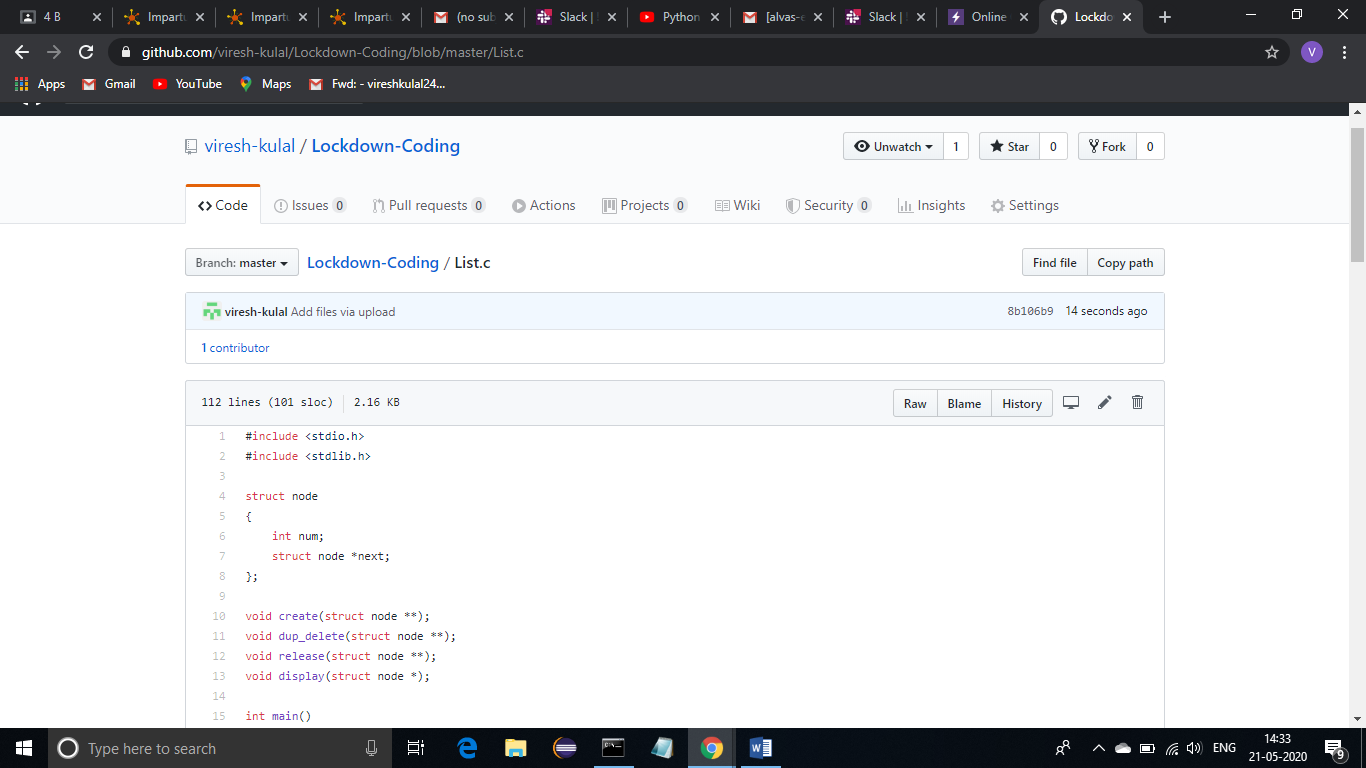 4 B Impart Impart Impart (no sub Slack | Python [alvas-e Slack | Online Lockdo
github.com/viresh-kulal/Lockdown-Coding/blob/master/List.c V
Apps Gmail YouTube Maps Fwd: - vireshkulal24...
viresh-kulal / Lockdown-Coding Unwatch 1 Star 0 Fork 0
Code Issues 0 Pull requests 0 Actions Projects 0 Wiki Security 0 Insights Settings
Branch: master Lockdown-Coding / List.c Find file Copy path
viresh-kulal Add files via upload 8b106b9 14 seconds ago
1 contributor
112 lines (101 sloc) 2.16 KB Raw Blame History
1 #include <stdio.h>
2 #include <stdlib.h>
3
4 struct node
5 {
6 int num;
7 struct node *next;
8 };
9
10 void create(struct node **);
11 void dup_delete(struct node **);
12 void release(struct node **);
13 void display(struct node *);
14
15 int main()
Type here to search ENG 14:33
21-05-2020 9